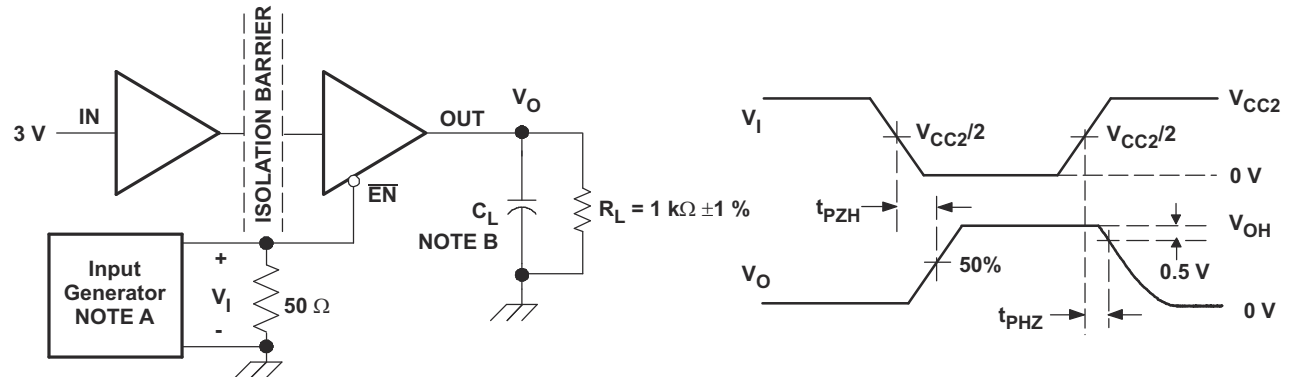 3 V
IN
ISOLATION BARRIER
OUT
V_O
EN
C_L
NOTE B
R_L = 1 kΩ ±1 %
Input
Generator
NOTE A
+
V_I
-
50 Ω
V_I
V_CC2/2
V_CC2/2
V_CC2
0 V
t_PZH
V_O
50%
V_OH
0.5 V
t_PHZ
0 V